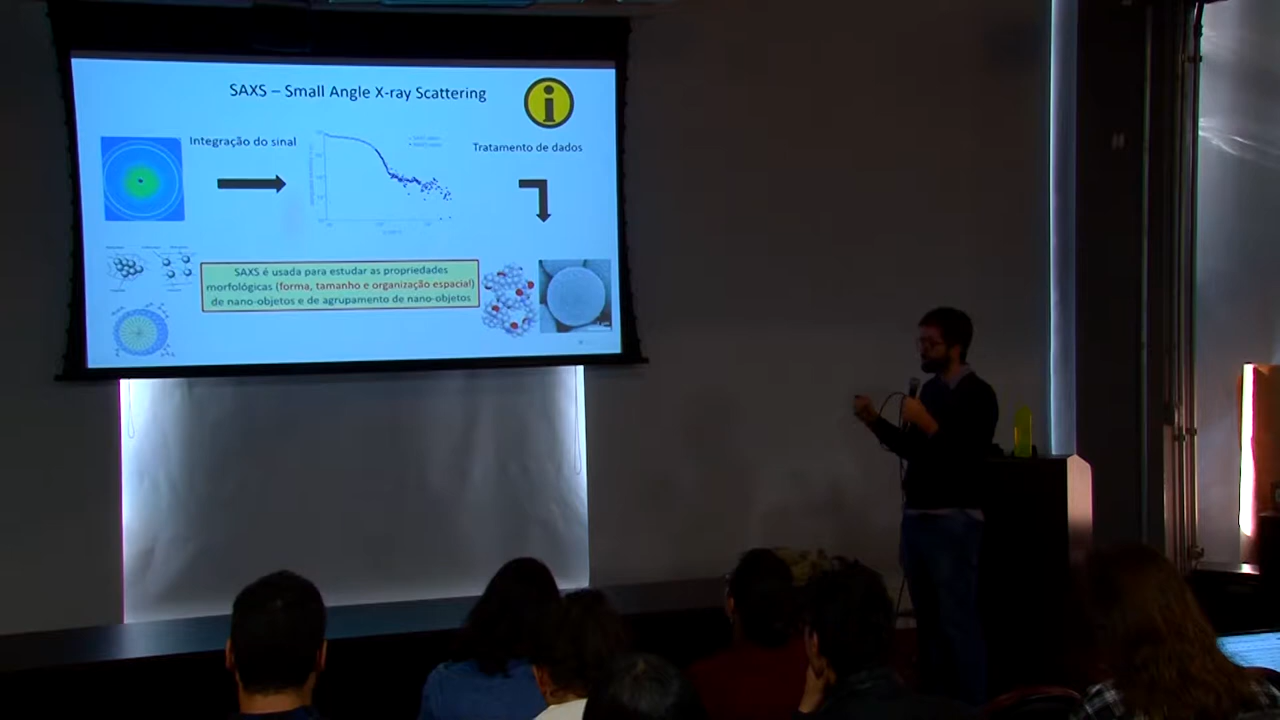 SAXS – Small Angle X-ray Scattering
Integração do sinal
Tratamento de dados
SAXS é usada para estudar as propriedades
morfológicas (forma, tamanho e organização espacial)
de nano-objetos e de agrupamento de nano-objetos